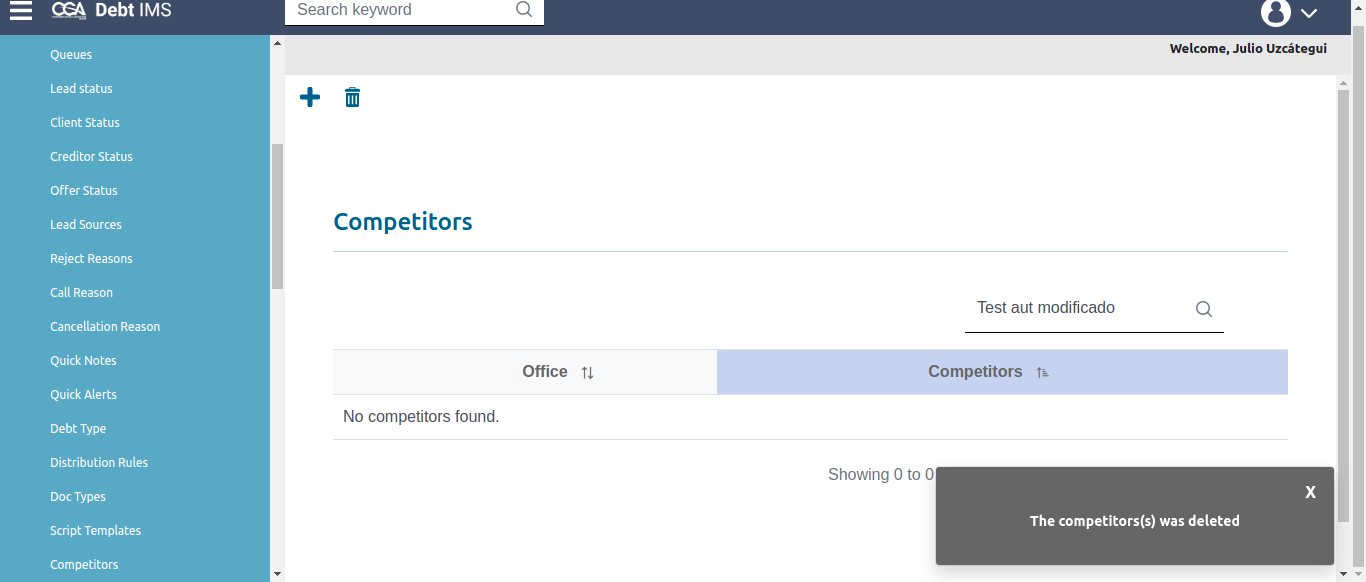 CGA Debt IMS
Search keyword
Welcome, Julio Uzcátegui
Queues
Lead status
Client Status
Creditor Status
Offer Status
Lead Sources
Reject Reasons
Call Reason
Cancellation Reason
Quick Notes
Quick Alerts
Debt Type
Distribution Rules
Doc Types
Script Templates
Competitors
Competitors
Test aut modificado
Office Competitors
No competitors found.
Showing 0 to 0
X
The competitors(s) was deleted